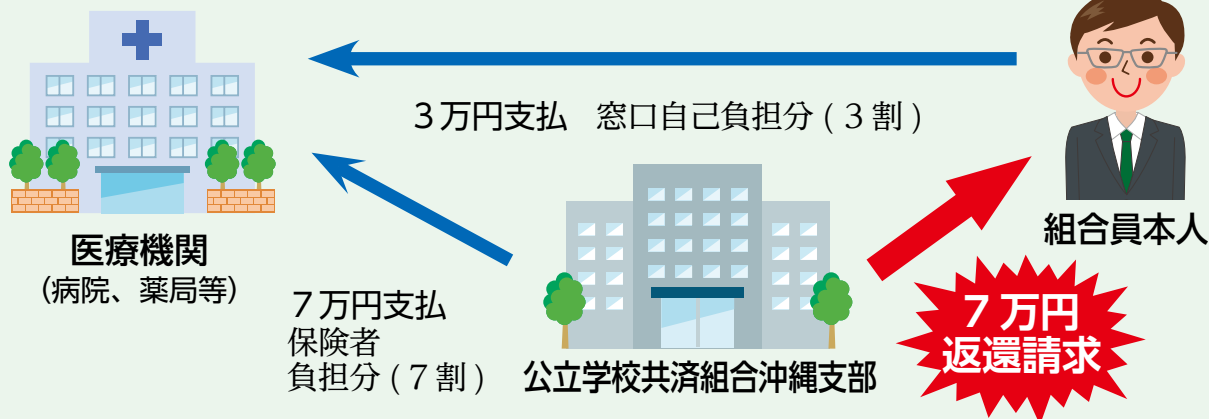 3万円支払 窓口自己負担分(3割)
組合員本人
医療機関
(病院、薬局等)
7万円支払
保険者
負担分(7割)
公立学校共済組合沖縄支部
7万円
返還請求